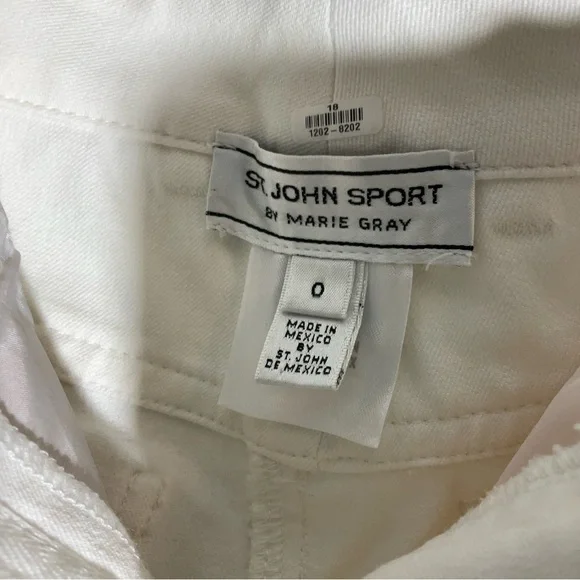 18
1202-8202
ST. JOHN SPORT
BY MARIE GRAY
0
MADE IN
MEXICO
BY
ST. JOHN
DE MEXICO